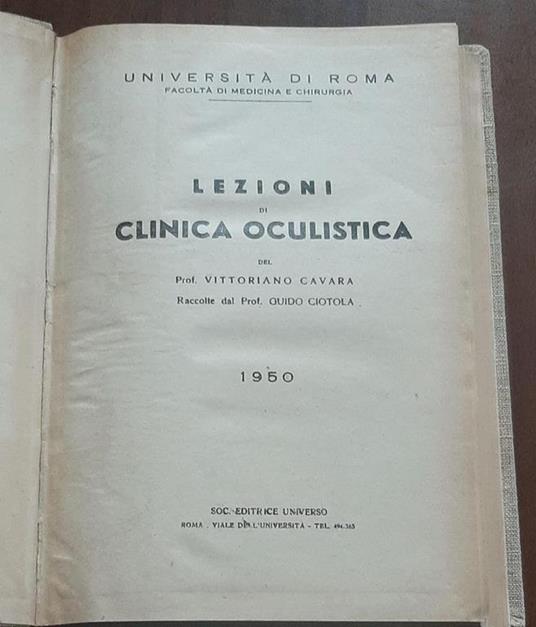 UNIVERSITÀ DI ROMA
FACOLTÀ DI MEDICINA E CHIRURGIA
LEZIONI
DI
CLINICA OCULISTICA
DEL
Prof. VITTORIANO CAVARA
Raccolte dal Prof. GUIDO CIOTOLA
1950
SOC. EDITRICE UNIVERSO
ROMA . VIALE DELL'UNIVERSITÀ - TEL. 494.365